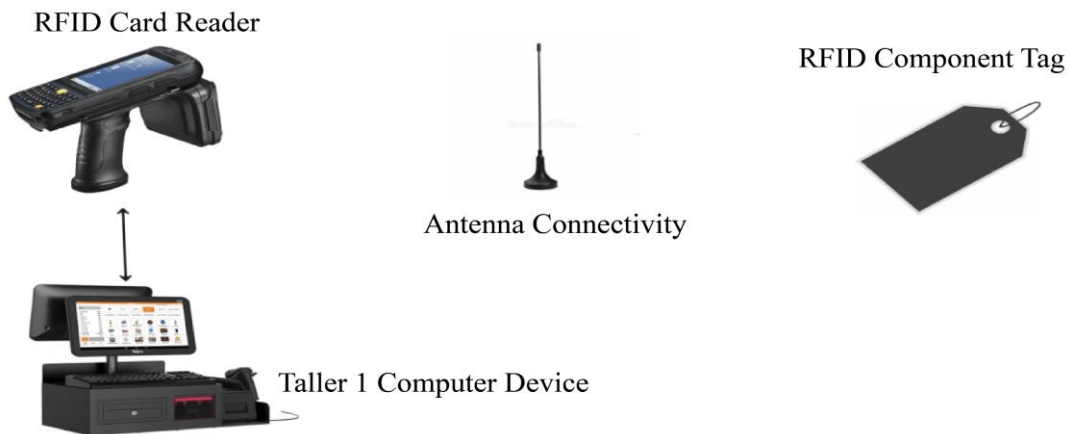 RFID Card Reader
RFID Component Tag
Antenna Connectivity
Taller 1 Computer Device